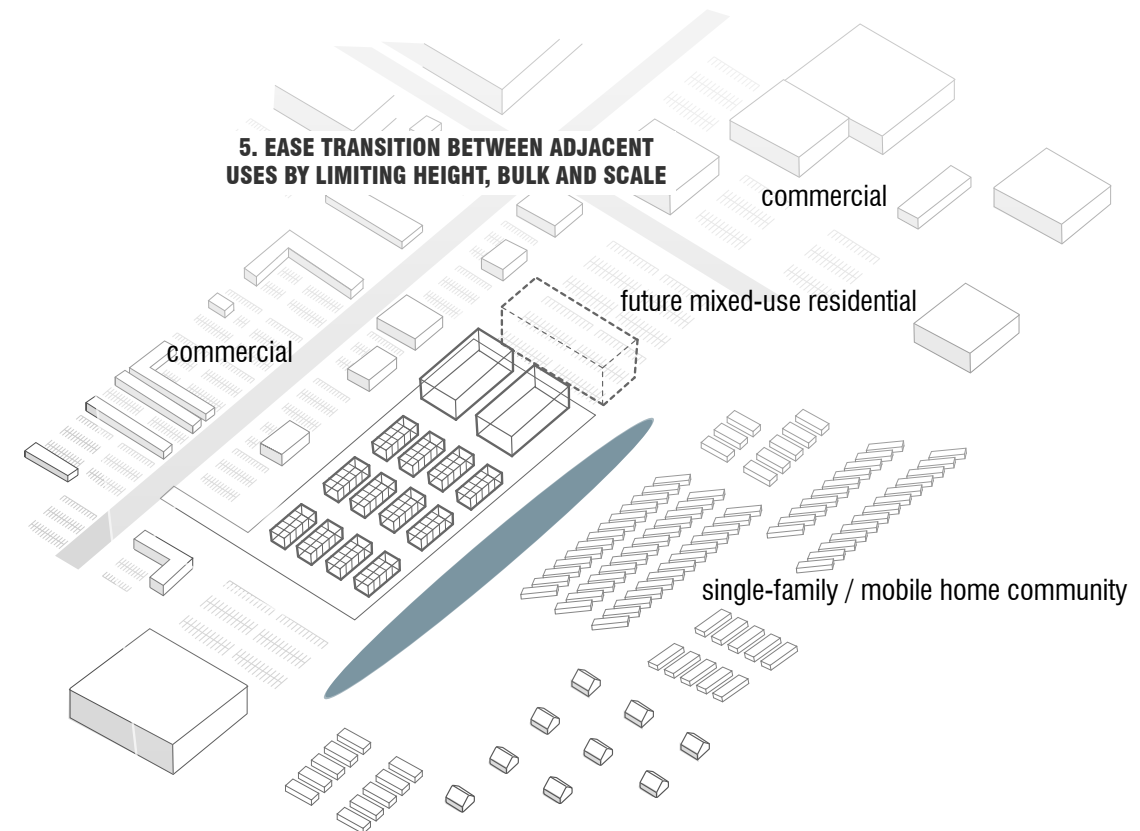 5. EASE TRANSITION BETWEEN ADJACENT
USES BY LIMITING HEIGHT, BULK AND SCALE
commercial
future mixed-use residential
commercial
single-family / mobile home community